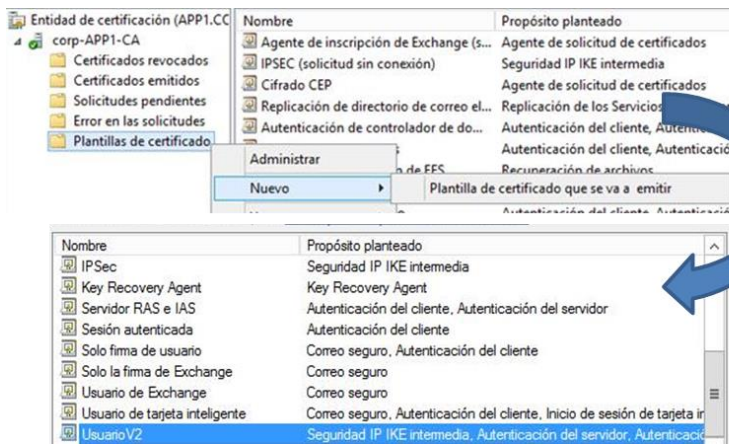 Entidad de certificación (APP1.CC
corp-APP1-CA
Certificados revocados
Certificados emitidos
Solicitudes pendientes
Error en las solicitudes
Plantillas de certificado
Nombre Propósito planteado
Agente de inscripción de Exchange (s... Agente de solicitud de certificados
IPSEC (solicitud sin conexión) Seguridad IP IKE intermedia
Cifrado CEP Agente de solicitud de certificados
Replicación de directorio de correo el... Replicación de los Servicios
Autenticación de controlador de do... Autenticación del cliente,
Autenticación del cliente, Autenticació
de EFS Recuperación de archivos
Administrar
Nuevo
Plantilla de certificado que se va a emitir
Autenticación del cliente, Autenticació
Nombre Propósito planteado
IPSec Seguridad IP IKE intermedia
Key Recovery Agent Key Recovery Agent
Servidor RAS e IAS Autenticación del cliente, Autenticación del servidor
Sesión autenticada Autenticación del cliente
Solo firma de usuario Correo seguro, Autenticación del cliente
Solo la firma de Exchange Correo seguro
Usuario de Exchange Correo seguro
Usuario de tarjeta inteligente Correo seguro, Autenticación del cliente, Inicio de sesión de tarjeta ir
UsuarioV2 Seguridad IP IKE intermedia, Autenticación del servidor, Autenticació